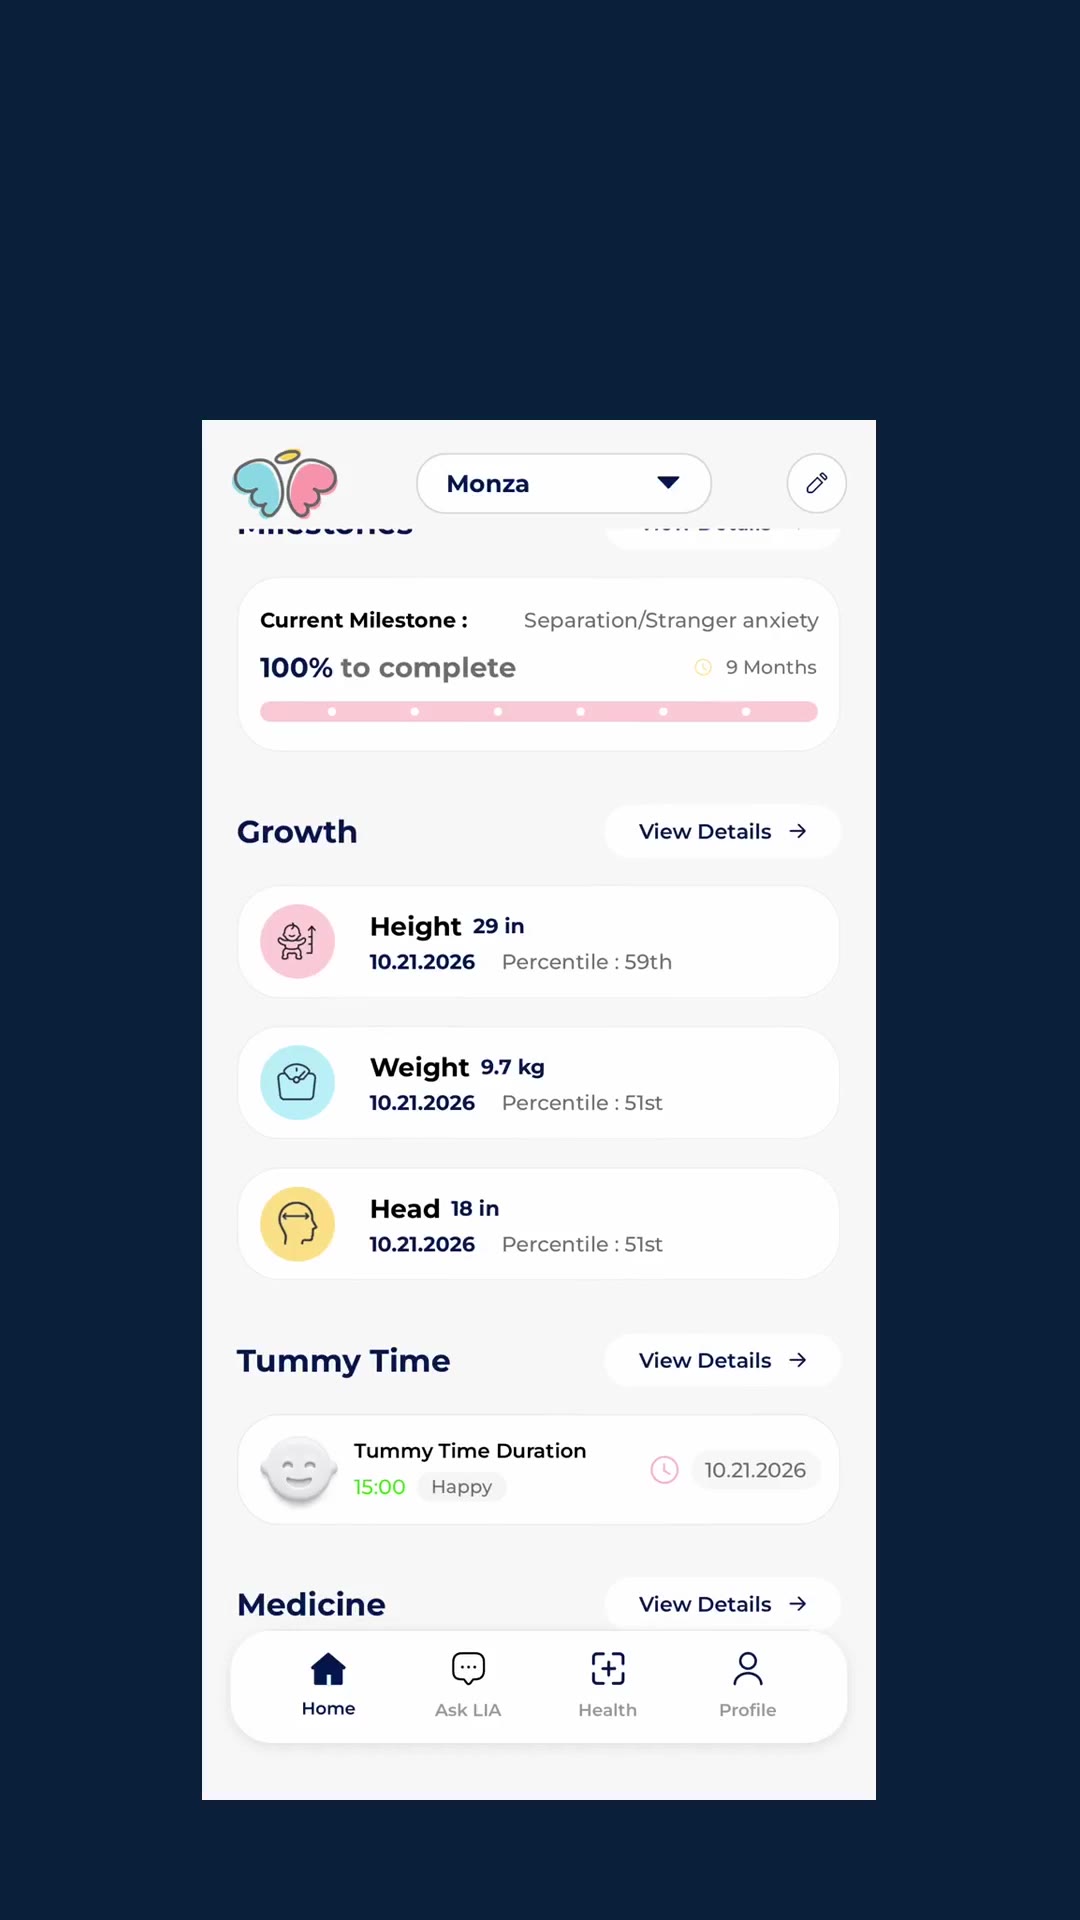 Monza
Milestones View Details
Current Milestone : Separation/Stranger anxiety
100% to complete 9 Months
Growth View Details →
Height 29 in
10.21.2026 Percentile : 59th
Weight 9.7 kg
10.21.2026 Percentile : 51st
Head 18 in
10.21.2026 Percentile : 51st
Tummy Time View Details →
Tummy Time Duration
15:00 Happy 10.21.2026
Medicine View Details →
Home Ask LIA Health Profile